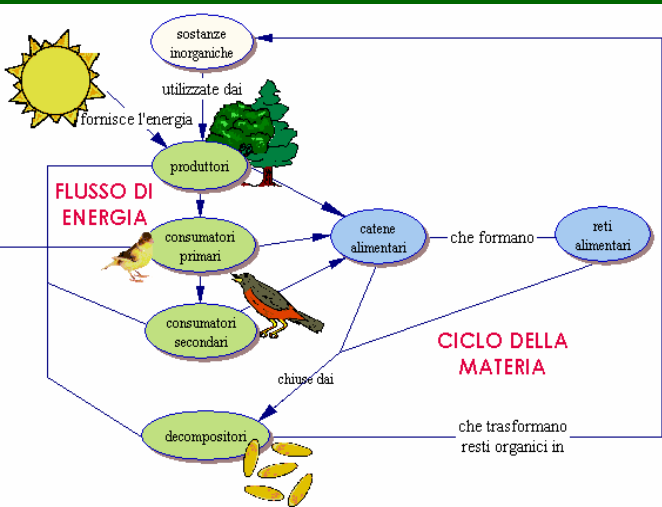 sostanze
inorganiche
utilizzate dai
fornisce l'energia
produttori
FLUSSO DI
ENERGIA
consumatori
primari
catene
alimentari
che formano
reti
alimentari
consumatori
secondari
CICLO DELLA
MATERIA
chiuse dai
decompositori
che trasformano
resti organici in